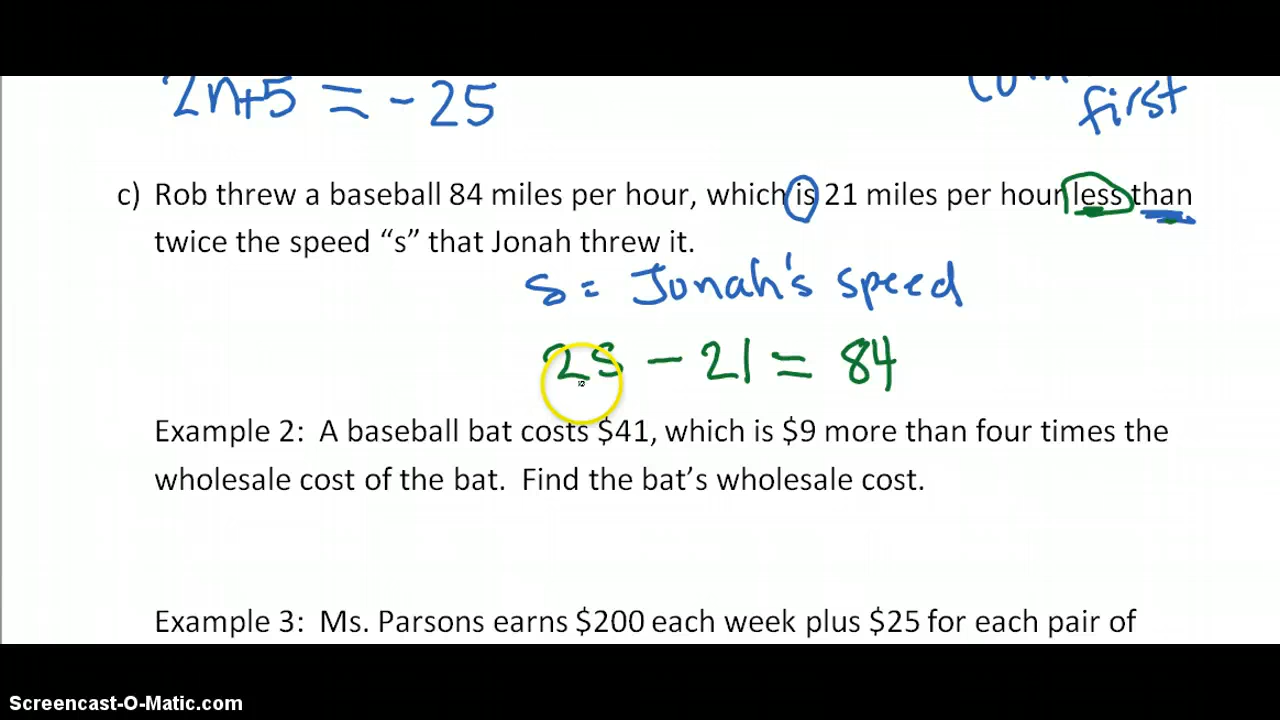 2n+5 = -25
first
c) Rob threw a baseball 84 miles per hour, which is 21 miles per hour less than
twice the speed “s” that Jonah threw it.
s = Jonah's speed
2s - 21 = 84
Example 2: A baseball bat costs $41, which is $9 more than four times the
wholesale cost of the bat. Find the bat’s wholesale cost.
Example 3: Ms. Parsons earns $200 each week plus $25 for each pair of
Screencast-O-Matic.com